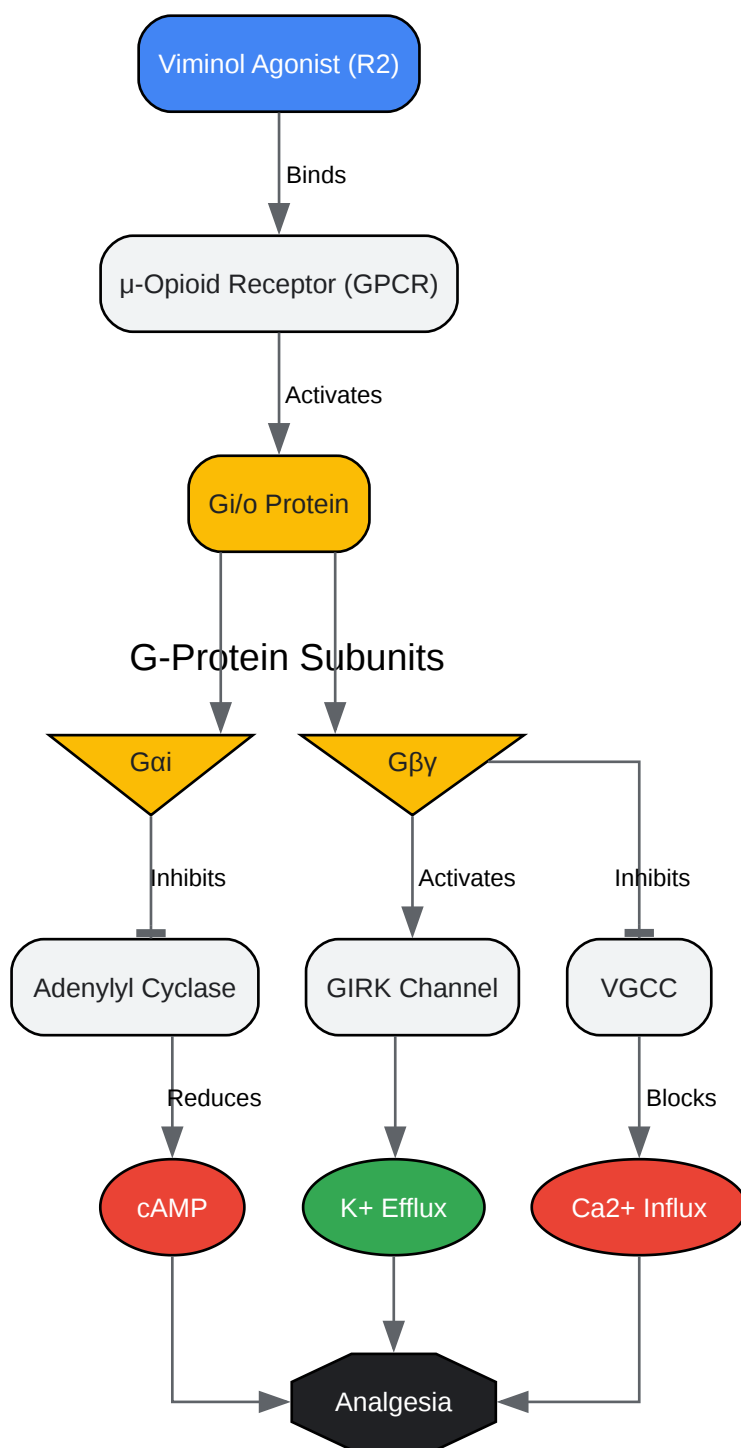 Viminol Agonist (R2)
Binds
μ-Opioid Receptor (GPCR)
Activates
Gi/o Protein
G-Protein Subunits
Gαi
Gβγ
Inhibits
Activates
Inhibits
Adenylyl Cyclase
GIRK Channel
VGCC
Reduces
Blocks
cAMP
K+ Efflux
Ca2+ Influx
Analgesia